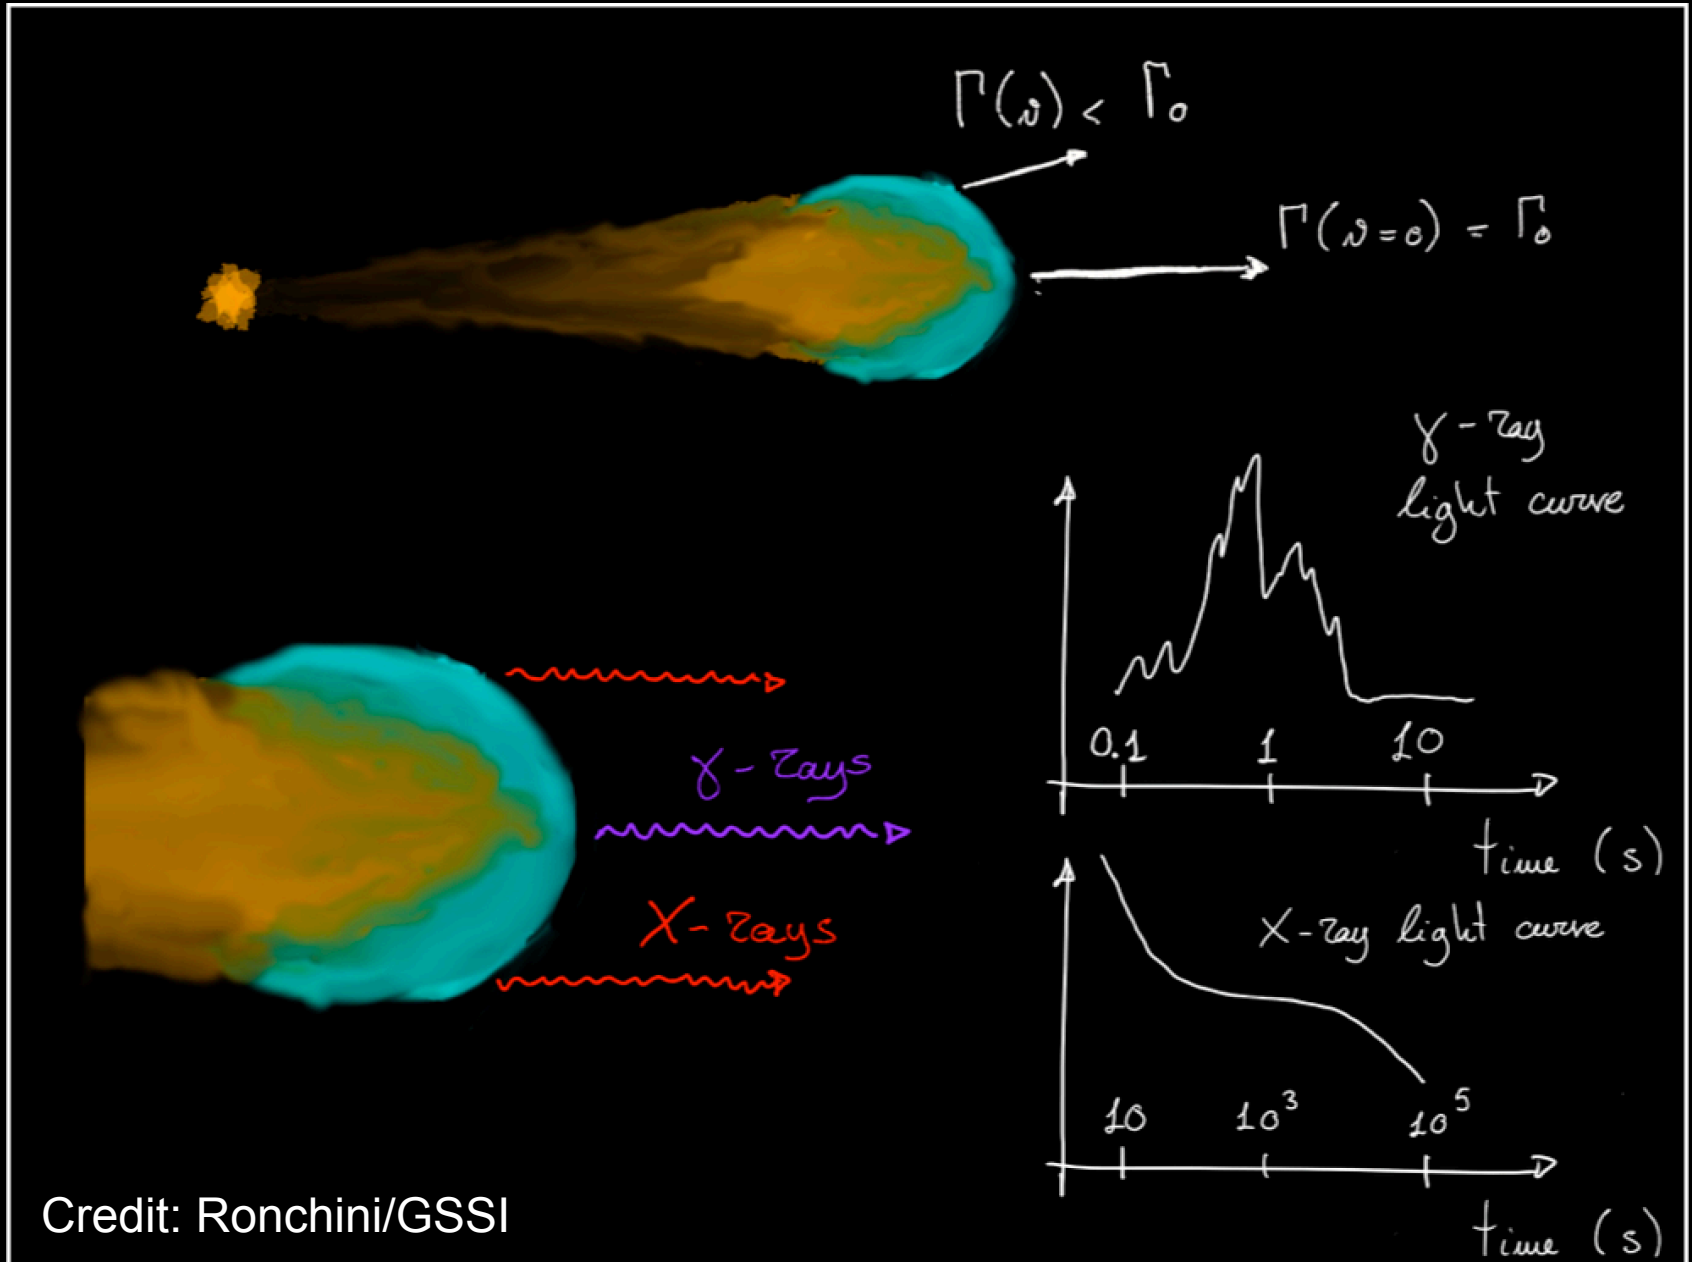 Γ(ϑ) < Γ₀
Γ(ϑ=0) = Γ₀
γ-ray
light curve
0.1 1 10
time (s)
γ-rays
X-rays
X-ray light curve
10 10³ 10⁵
time (s)
Credit: Ronchini/GSSI